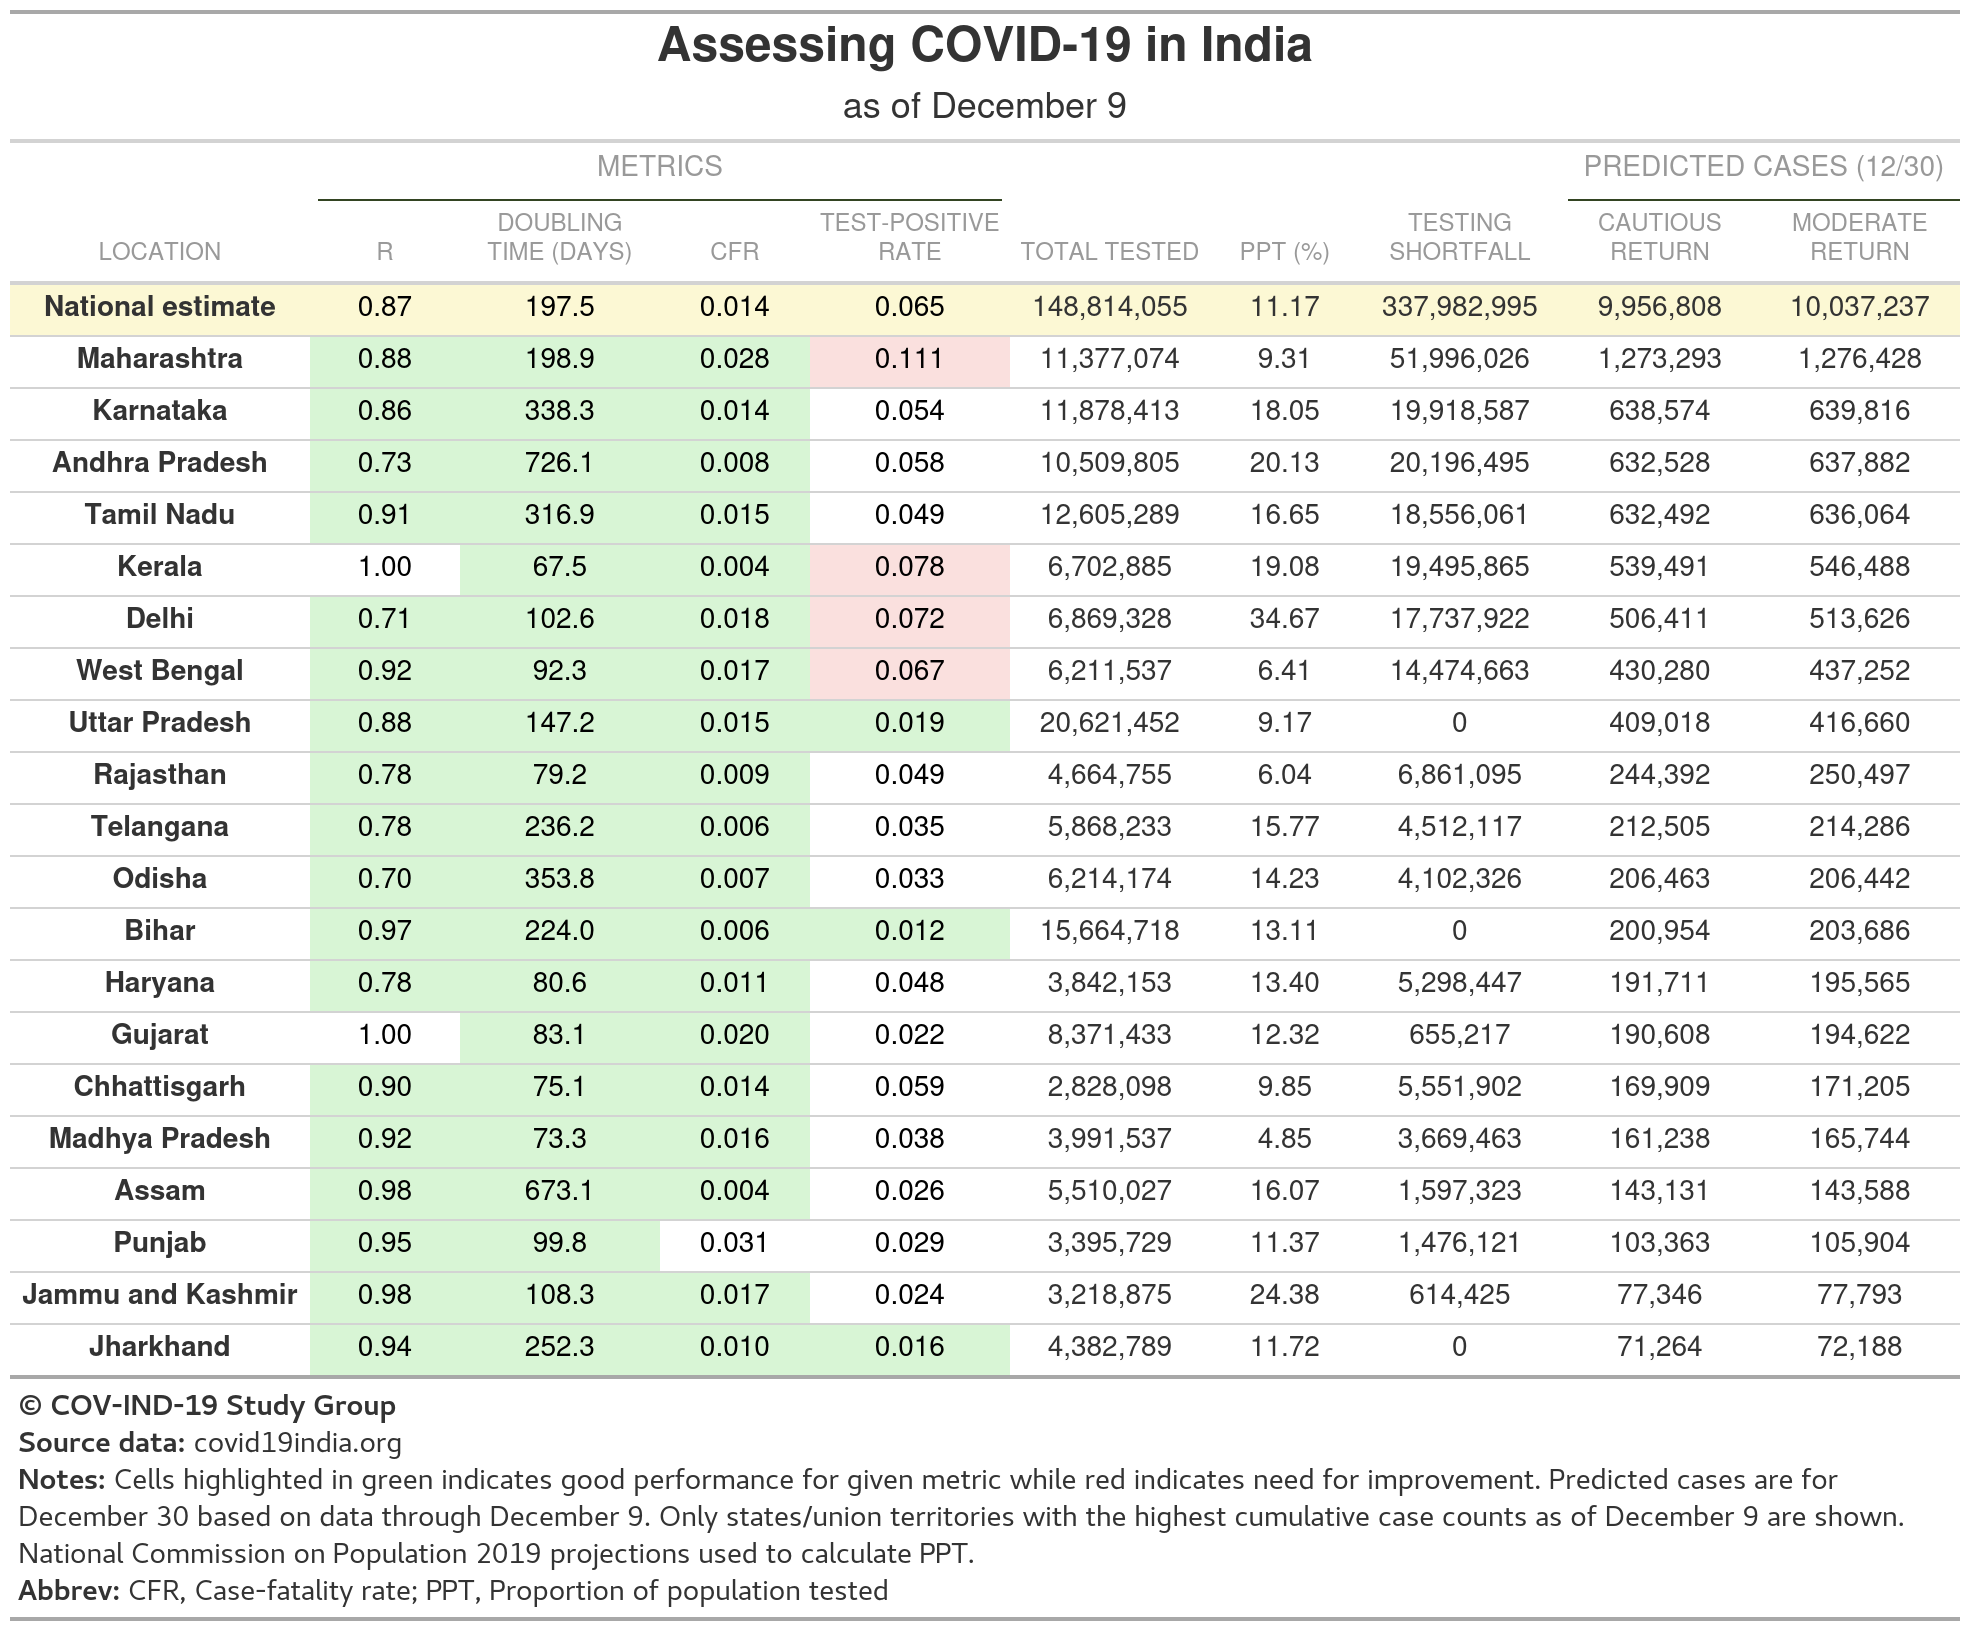 Assessing COVID-19 in India
as of December 9
METRICS PREDICTED CASES (12/30)
LOCATION R DOUBLING TIME (DAYS) CFR TEST-POSITIVE RATE TOTAL TESTED PPT (%) TESTING SHORTFALL CAUTIOUS RETURN MODERATE RETURN
National estimate 0.87 197.5 0.014 0.065 148,814,055 11.17 337,982,995 9,956,808 10,037,237
Maharashtra 0.88 198.9 0.028 0.111 11,377,074 9.31 51,996,026 1,273,293 1,276,428
Karnataka 0.86 338.3 0.014 0.054 11,878,413 18.05 19,918,587 638,574 639,816
Andhra Pradesh 0.73 726.1 0.008 0.058 10,509,805 20.13 20,196,495 632,528 637,882
Tamil Nadu 0.91 316.9 0.015 0.049 12,605,289 16.65 18,556,061 632,492 636,064
Kerala 1.00 67.5 0.004 0.078 6,702,885 19.08 19,495,865 539,491 546,488
Delhi 0.71 102.6 0.018 0.072 6,869,328 34.67 17,737,922 506,411 513,626
West Bengal 0.92 92.3 0.017 0.067 6,211,537 6.41 14,474,663 430,280 437,252
Uttar Pradesh 0.88 147.2 0.015 0.019 20,621,452 9.17 0 409,018 416,660
Rajasthan 0.78 79.2 0.009 0.049 4,664,755 6.04 6,861,095 244,392 250,497
Telangana 0.78 236.2 0.006 0.035 5,868,233 15.77 4,512,117 212,505 214,286
Odisha 0.70 353.8 0.007 0.033 6,214,174 14.23 4,102,326 206,463 206,442
Bihar 0.97 224.0 0.006 0.012 15,664,718 13.11 0 200,954 203,686
Haryana 0.78 80.6 0.011 0.048 3,842,153 13.40 5,298,447 191,711 195,565
Gujarat 1.00 83.1 0.020 0.022 8,371,433 12.32 655,217 190,608 194,622
Chhattisgarh 0.90 75.1 0.014 0.059 2,828,098 9.85 5,551,902 169,909 171,205
Madhya Pradesh 0.92 73.3 0.016 0.038 3,991,537 4.85 3,669,463 161,238 165,744
Assam 0.98 673.1 0.004 0.026 5,510,027 16.07 1,597,323 143,131 143,588
Punjab 0.95 99.8 0.031 0.029 3,395,729 11.37 1,476,121 103,363 105,904
Jammu and Kashmir 0.98 108.3 0.017 0.024 3,218,875 24.38 614,425 77,346 77,793
Jharkhand 0.94 252.3 0.010 0.016 4,382,789 11.72 0 71,264 72,188
© COV-IND-19 Study Group
Source data: covid19india.org
Notes: Cells highlighted in green indicates good performance for given metric while red indicates need for improvement. Predicted cases are for
December 30 based on data through December 9. Only states/union territories with the highest cumulative case counts as of December 9 are shown.
National Commission on Population 2019 projections used to calculate PPT.
Abbrev: CFR, Case-fatality rate; PPT, Proportion of population tested